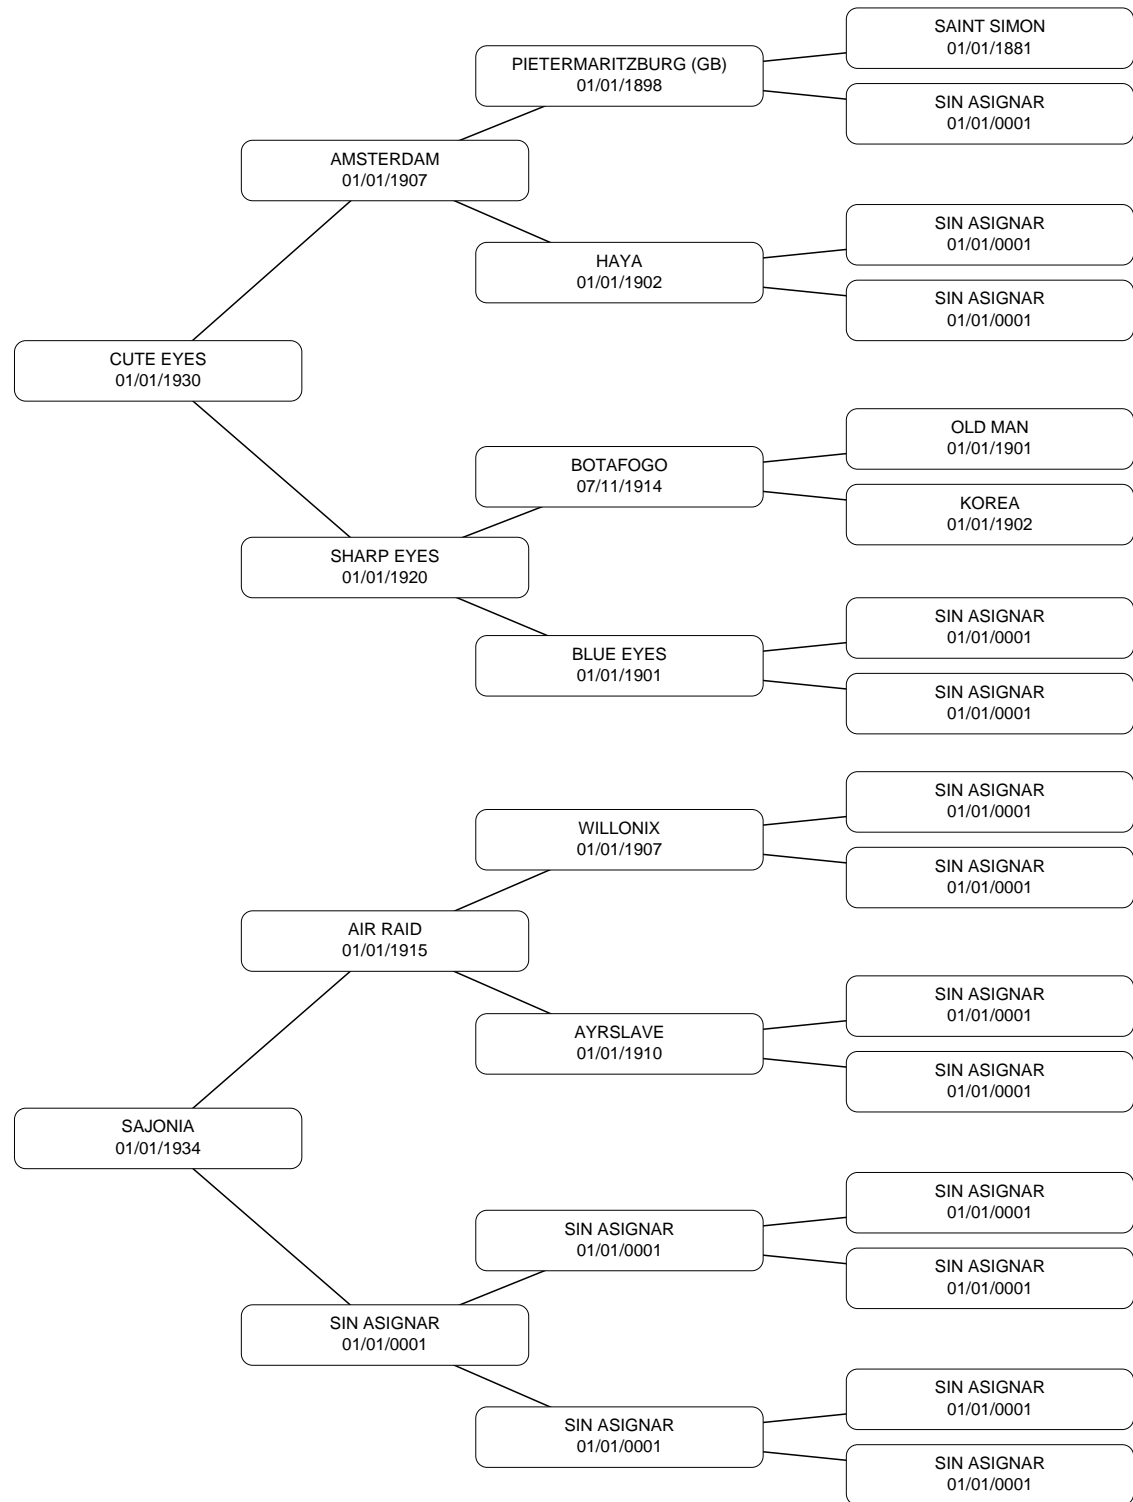 SAINT SIMON
01/01/1881
PIETERMARITZBURG (GB)
01/01/1898
SIN ASIGNAR
01/01/0001
AMSTERDAM
01/01/1907
SIN ASIGNAR
01/01/0001
HAYA
01/01/1902
SIN ASIGNAR
01/01/0001
CUTE EYES
01/01/1930
OLD MAN
01/01/1901
BOTAFOGO
07/11/1914
KOREA
01/01/1902
SHARP EYES
01/01/1920
SIN ASIGNAR
01/01/0001
BLUE EYES
01/01/1901
SIN ASIGNAR
01/01/0001
SIN ASIGNAR
01/01/0001
WILLONIX
01/01/1907
SIN ASIGNAR
01/01/0001
AIR RAID
01/01/1915
SIN ASIGNAR
01/01/0001
AYRSLAVE
01/01/1910
SIN ASIGNAR
01/01/0001
SAJONIA
01/01/1934
SIN ASIGNAR
01/01/0001
SIN ASIGNAR
01/01/0001
SIN ASIGNAR
01/01/0001
SIN ASIGNAR
01/01/0001
SIN ASIGNAR
01/01/0001
SIN ASIGNAR
01/01/0001
SIN ASIGNAR
01/01/0001